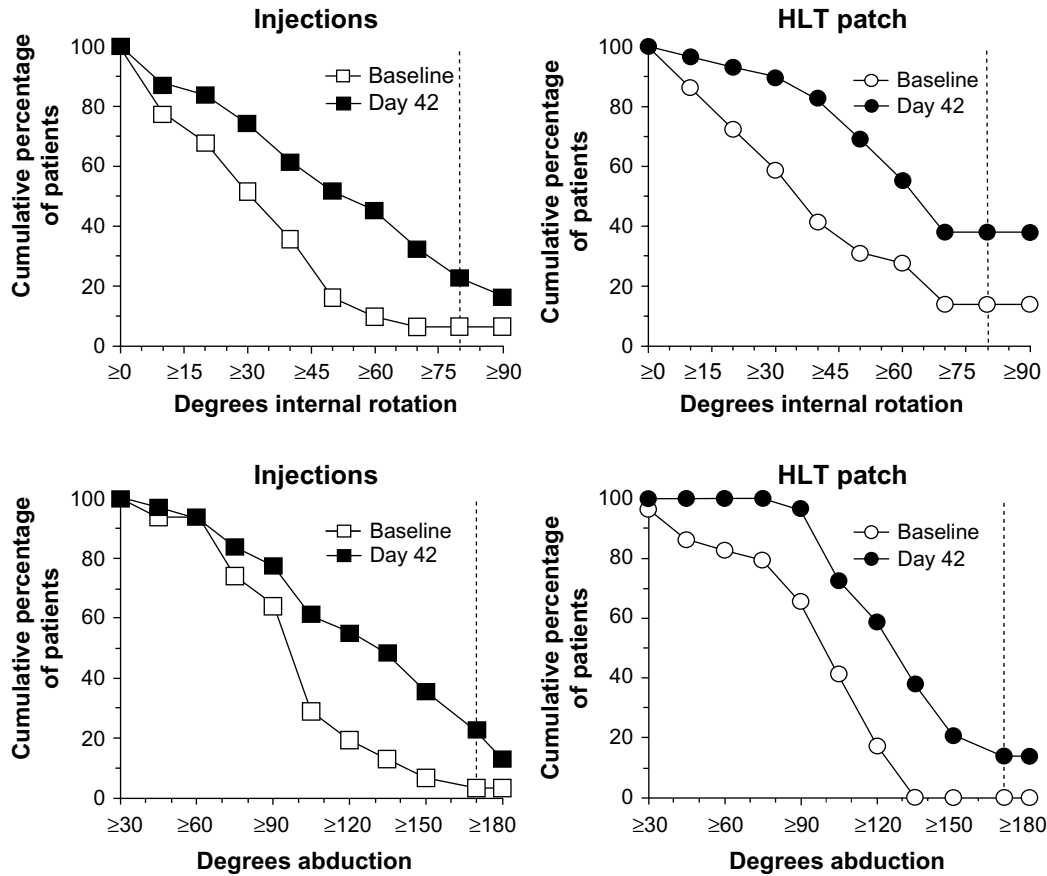 Injections
Cumulative percentage
of patients
100
80
60
40
20
0
Baseline
Day 42
≥0 ≥15 ≥30 ≥45 ≥60 ≥75 ≥90
Degrees internal rotation
HLT patch
Cumulative percentage
of patients
100
80
60
40
20
0
Baseline
Day 42
≥0 ≥15 ≥30 ≥45 ≥60 ≥75 ≥90
Degrees internal rotation
Injections
Cumulative percentage
of patients
100
80
60
40
20
0
Baseline
Day 42
≥30 ≥60 ≥90 ≥120 ≥150 ≥180
Degrees abduction
HLT patch
Cumulative percentage
of patients
100
80
60
40
20
0
Baseline
Day 42
≥30 ≥60 ≥90 ≥120 ≥150 ≥180
Degrees abduction